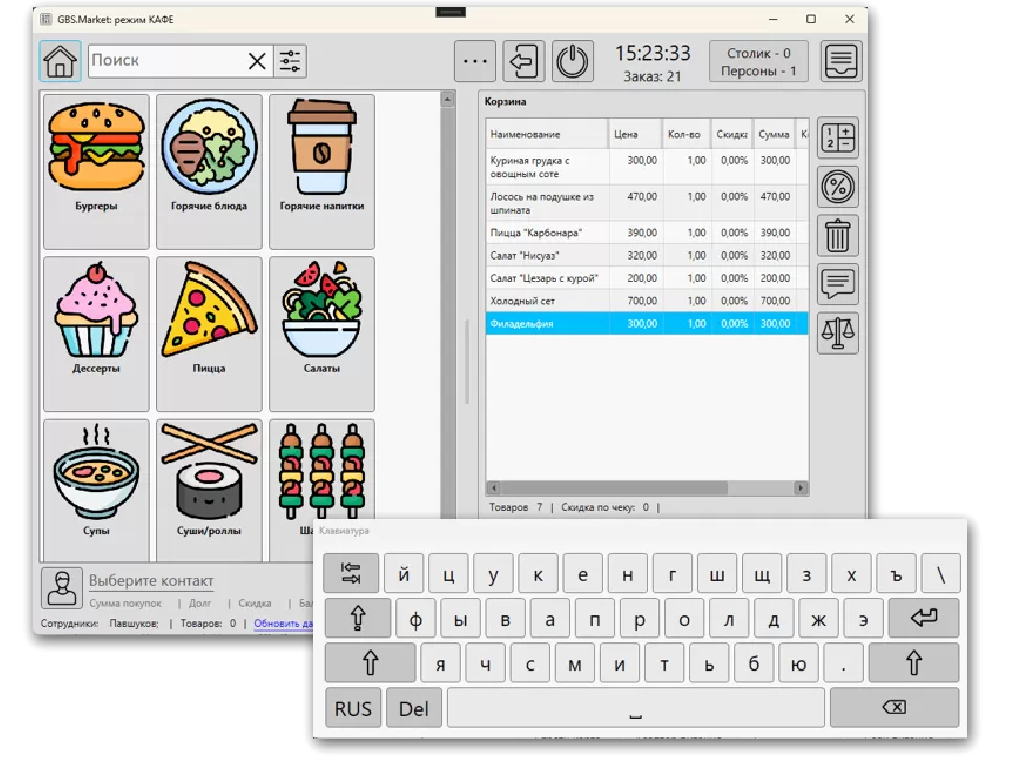 GBS.Market: режим КАФЕ
Поиск
...
15:23:33
Заказ: 21
Столик - 0
Персоны - 1
Бургеры
Горячие блюда
Горячие напитки
Дессерты
Пицца
Салаты
Супы
Суши/роллы
Корзина
Наименование Цена Кол-во Скидка Сумма
Куриная грудка с
овощным соте 300,00 1,00 0,00% 300,00
Лосось на подушке из
шпината 470,00 1,00 0,00% 470,00
Пицца "Карбонара" 390,00 1,00 0,00% 390,00
Салат "Нисуаз" 320,00 1,00 0,00% 320,00
Салат "Цезарь с курой" 200,00 1,00 0,00% 200,00
Холодный сет 700,00 1,00 0,00% 700,00
Филадельфия 300,00 1,00 0,00% 300,00
1 +
2 −
%
Товаров 7 | Скидка по чеку: 0 |
Выберите контакт
Сумма покупок | Долг | Скидка |
Сотрудники: Павшуков; | Товаров: 0 | Обновить
Клавиатура
й ц у к е н г ш щ з х ъ \
ф ы в а п р о л д ж э
я ч с м и т ь б ю .
RUS Del